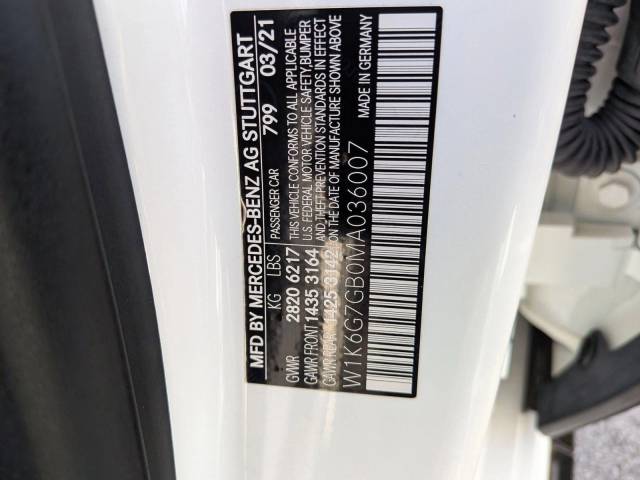 MFD BY MERCEDES-BENZ AG STUTTGART
799 03/21
KG LBS PASSENGER CAR
GVWR 2820 6217
GAWR FRONT 1435 3164
GAWR REAR 1425 3142
THIS VEHICLE CONFORMS TO ALL APPLICABLE
U.S. FEDERAL MOTOR VEHICLE SAFETY, BUMPER
AND THEFT PREVENTION STANDARDS IN EFFECT
ON THE DATE OF MANUFACTURE SHOWN ABOVE
W1K6G7GB0MA036007 MADE IN GERMANY